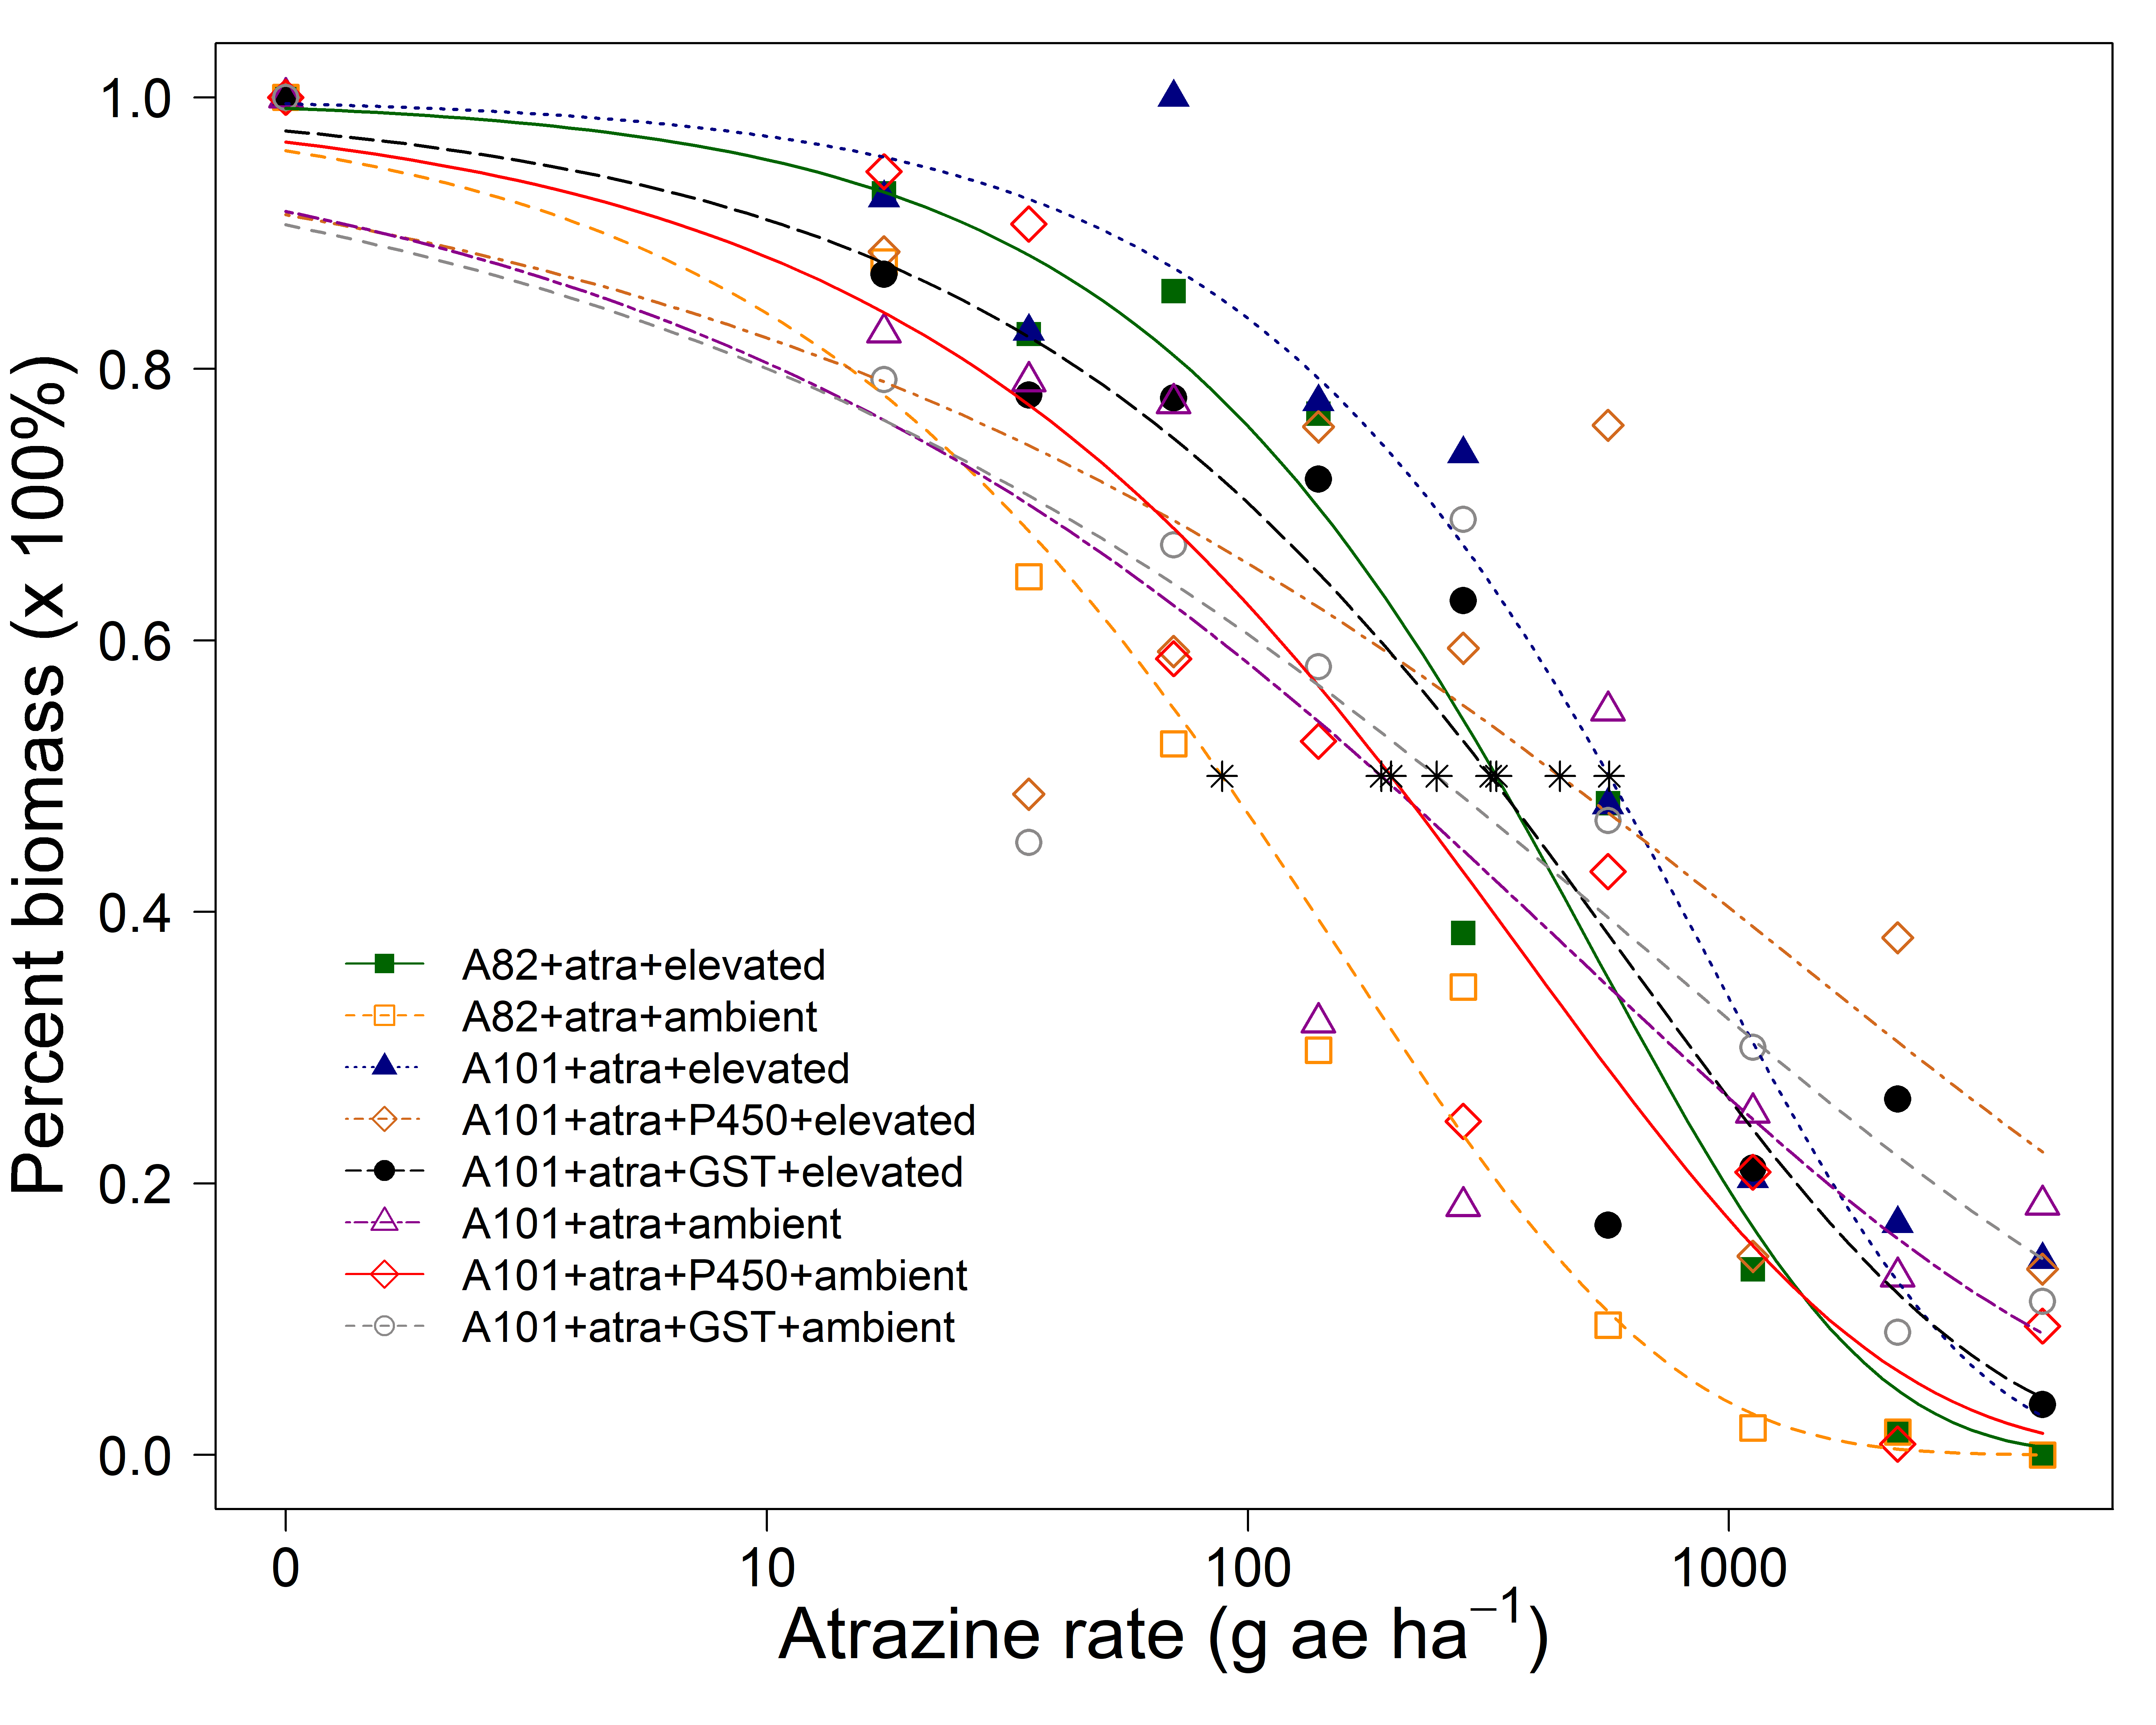 Percent biomass (x 100%)
1.0
0.8
0.6
0.4
0.2
0.0
A82+atra+elevated
A82+atra+ambient
A101+atra+elevated
A101+atra+P450+elevated
A101+atra+GST+elevated
A101+atra+ambient
A101+atra+P450+ambient
A101+atra+GST+ambient
0 10 100 1000
Atrazine rate (g ae ha⁻¹)